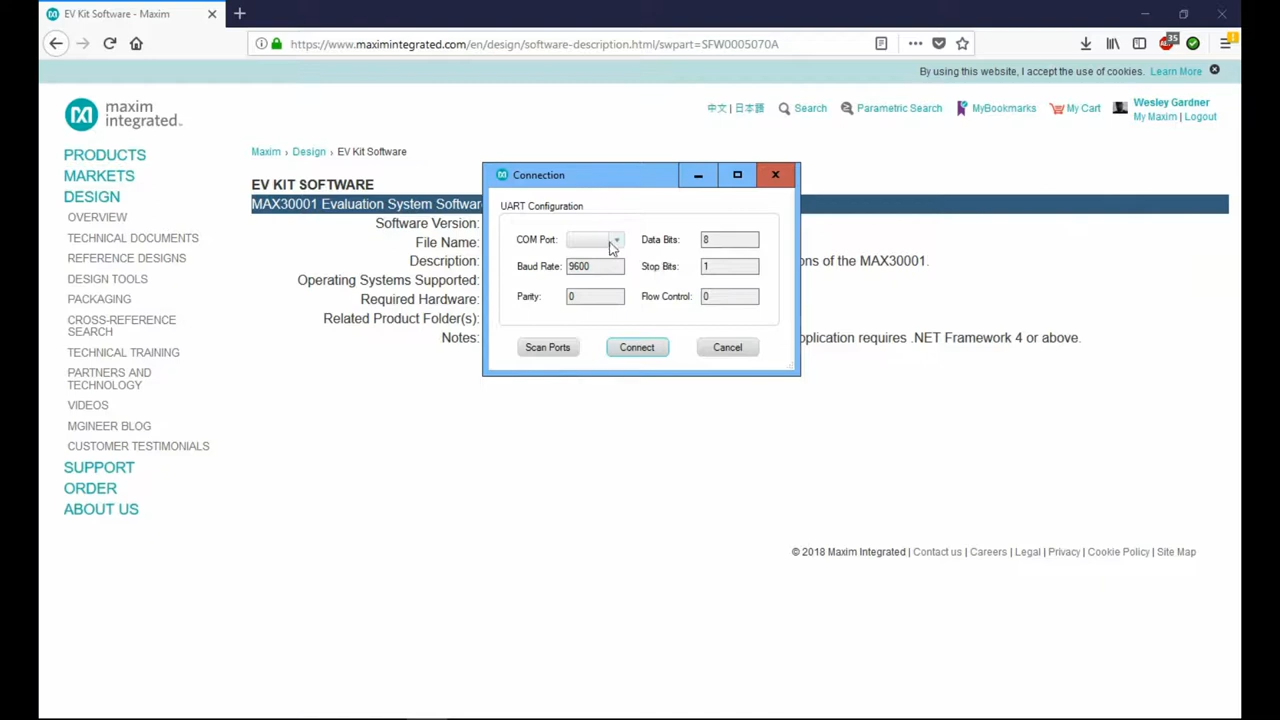 EV Kit Software - Maxim
https://www.maximintegrated.com/en/design/software-description.html/swpart=SFW0005070A
35
By using this website, I accept the use of cookies. Learn More
maxim
integrated
中文 | 日本語 Search Parametric Search MyBookmarks My Cart Wesley Gardner
My Maxim | Logout
PRODUCTS
MARKETS
DESIGN
OVERVIEW
TECHNICAL DOCUMENTS
REFERENCE DESIGNS
DESIGN TOOLS
PACKAGING
CROSS-REFERENCE
SEARCH
TECHNICAL TRAINING
PARTNERS AND
TECHNOLOGY
VIDEOS
MGINEER BLOG
CUSTOMER TESTIMONIALS
SUPPORT
ORDER
ABOUT US
Maxim › Design › EV Kit Software
EV KIT SOFTWARE
MAX30001 Evaluation System Softwar
Software Version:
File Name:
Description: ons of the MAX30001.
Operating Systems Supported:
Required Hardware:
Related Product Folder(s):
Notes: pplication requires .NET Framework 4 or above.
Connection
UART Configuration
COM Port: Data Bits: 8
Baud Rate: 9600 Stop Bits: 1
Parity: 0 Flow Control: 0
Scan Ports Connect Cancel
© 2018 Maxim Integrated | Contact us | Careers | Legal | Privacy | Cookie Policy | Site Map